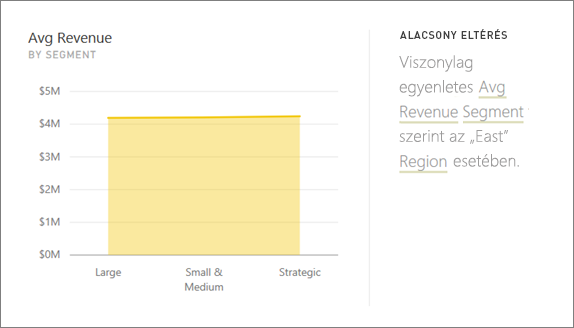 Avg Revenue
BY SEGMENT
$5M
$4M
$3M
$2M
$1M
$0M
Large
Small &
Medium
Strategic
ALACSONY ELTÉRÉS
Viszonylag
egyenletes Avg
Revenue Segment
szerint az „East”
Region esetében.